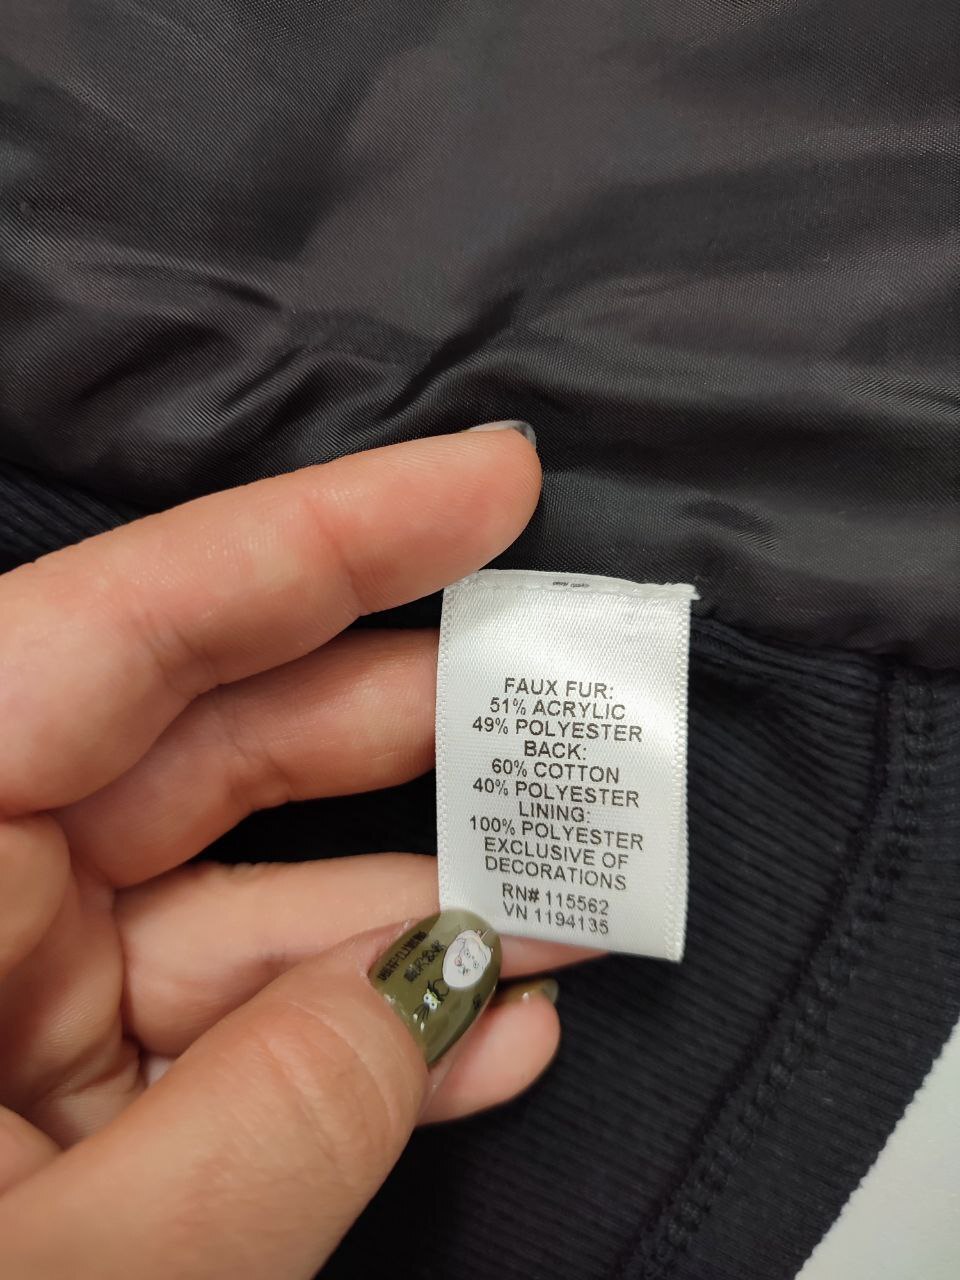 FAUX FUR:
51% ACRYLIC
49% POLYESTER
BACK:
60% COTTON
40% POLYESTER
LINING:
100% POLYESTER
EXCLUSIVE OF
DECORATIONS
RN# 115562
VN 1194135